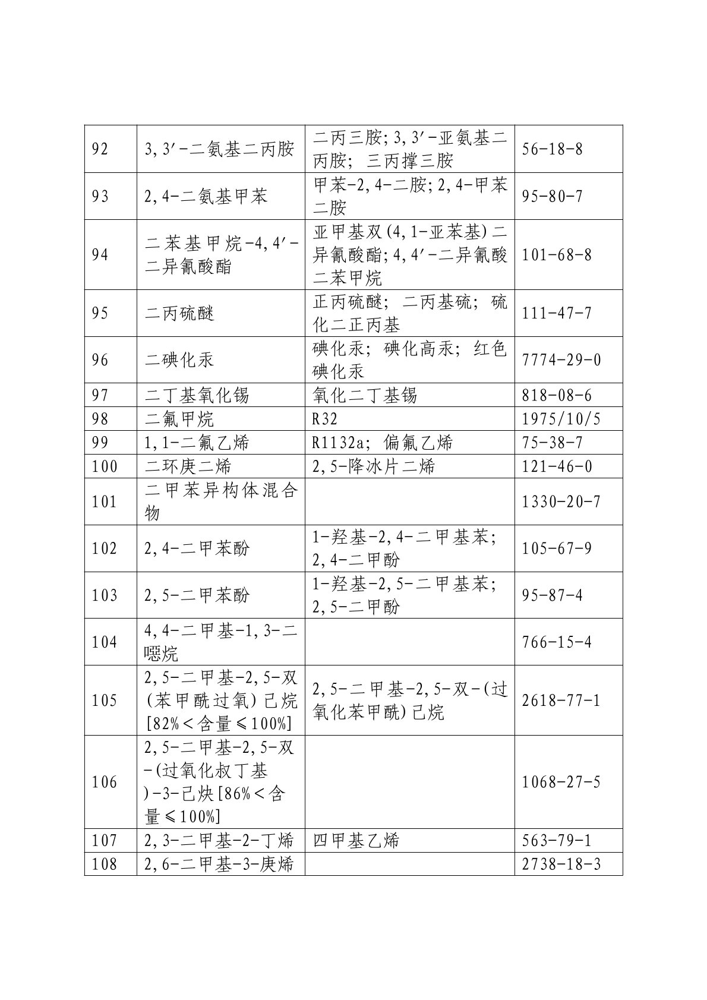 92 3,3′-二氨基二丙胺 二丙三胺;3,3′-亚氨基二
丙胺; 三丙撑三胺 56-18-8
93 2,4-二氨基甲苯 甲苯-2,4-二胺;2,4-甲苯
二胺 95-80-7
94 二苯基甲烷-4,4′-
二异氰酸酯 亚甲基双(4,1-亚苯基)二
异氰酸酯;4,4′-二异氰酸
二苯甲烷 101-68-8
95 二丙硫醚 正丙硫醚; 二丙基硫; 硫
化二正丙基 111-47-7
96 二碘化汞 碘化汞; 碘化高汞; 红色
碘化汞 7774-29-0
97 二丁基氧化锡 氧化二丁基锡 818-08-6
98 二氟甲烷 R32 1975/10/5
99 1,1-二氟乙烯 R1132a; 偏氟乙烯 75-38-7
100 二环庚二烯 2,5-降冰片二烯 121-46-0
101 二甲苯异构体混合
物 1330-20-7
102 2,4-二甲苯酚 1-羟基-2,4-二甲基苯;
2,4-二甲酚 105-67-9
103 2,5-二甲苯酚 1-羟基-2,5-二甲基苯;
2,5-二甲酚 95-87-4
104 4,4-二甲基-1,3-二
噁烷 766-15-4
105 2,5-二甲基-2,5-双
(苯甲酰过氧)己烷
[82%<含量≤100%] 2,5-二甲基-2,5-双-(过
氧化苯甲酰)己烷 2618-77-1
106 2,5-二甲基-2,5-双
-(过氧化叔丁基
)-3-己炔[86%<含
量≤100%] 1068-27-5
107 2,3-二甲基-2-丁烯 四甲基乙烯 563-79-1
108 2,6-二甲基-3-庚烯 2738-18-3